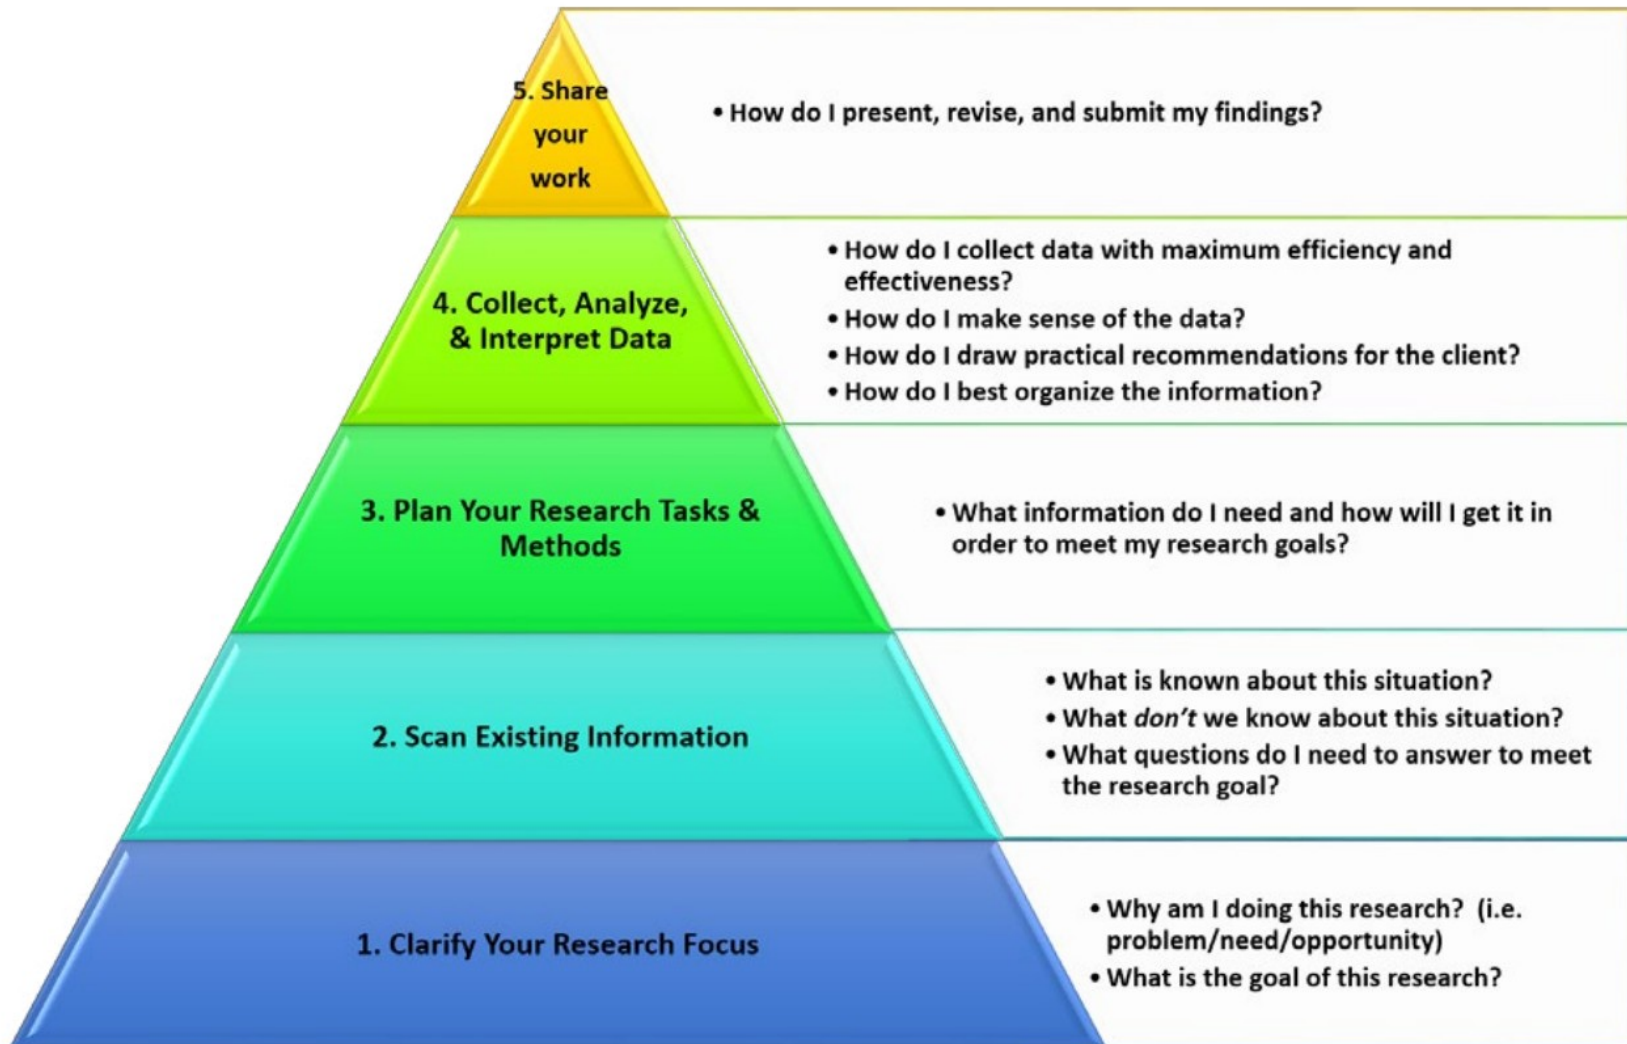 5. Share
your
work
• How do I present, revise, and submit my findings?
4. Collect, Analyze,
& Interpret Data
• How do I collect data with maximum efficiency and
effectiveness?
• How do I make sense of the data?
• How do I draw practical recommendations for the client?
• How do I best organize the information?
3. Plan Your Research Tasks &
Methods
• What information do I need and how will I get it in
order to meet my research goals?
2. Scan Existing Information
• What is known about this situation?
• What don't we know about this situation?
• What questions do I need to answer to meet
the research goal?
1. Clarify Your Research Focus
• Why am I doing this research? (i.e.
problem/need/opportunity)
• What is the goal of this research?